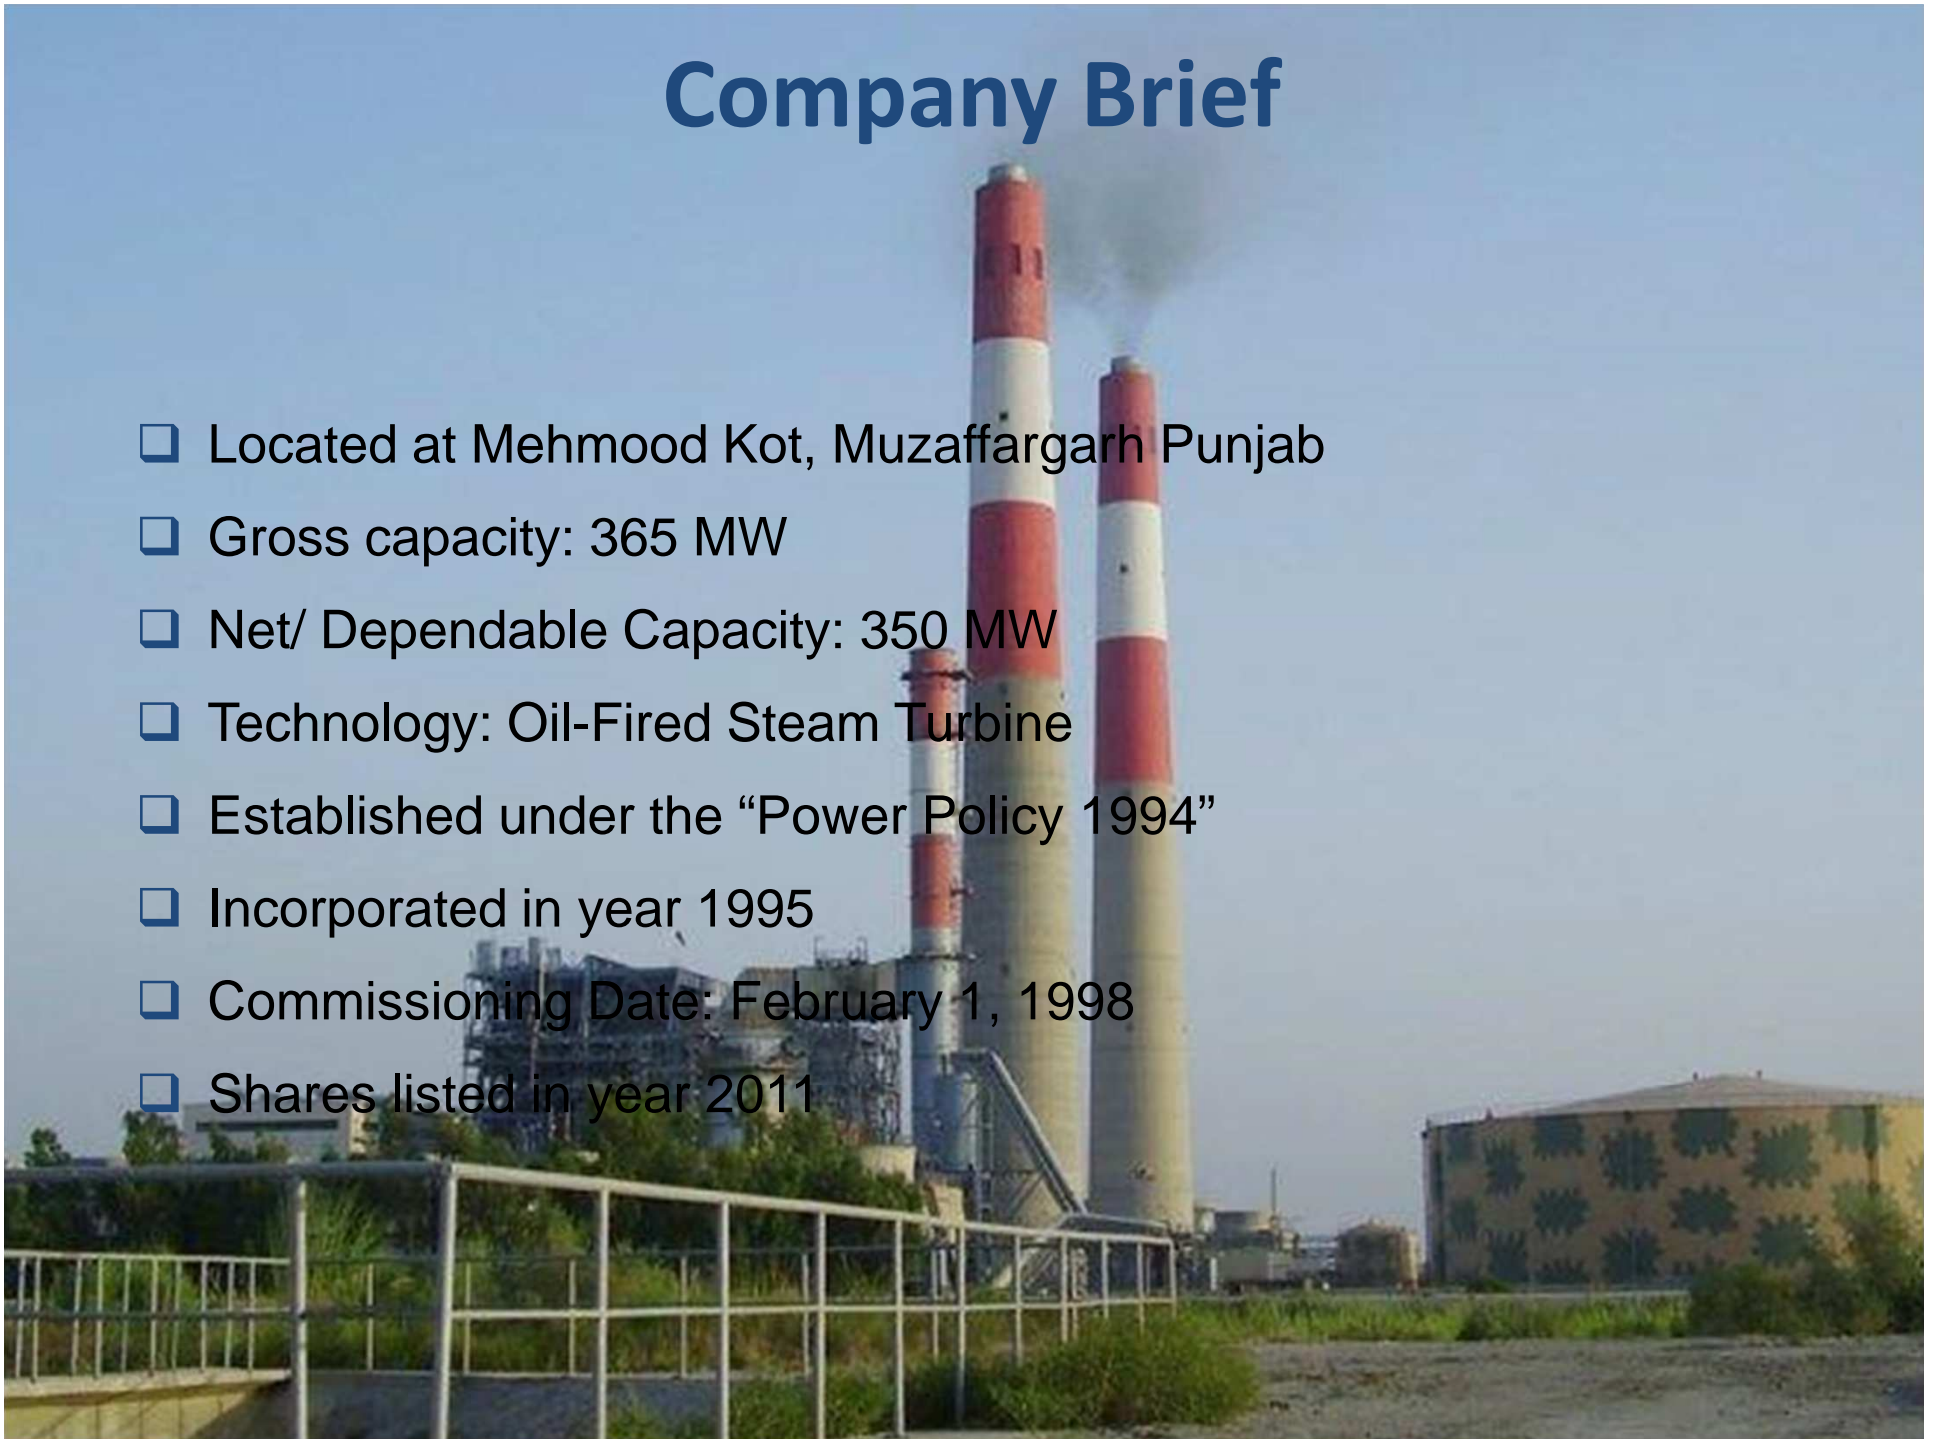 Company Brief
Located at Mehmood Kot, Muzaffargarh Punjab
Gross capacity: 365 MW
Net/ Dependable Capacity: 350 MW
Technology: Oil-Fired Steam Turbine
Established under the “Power Policy 1994”
Incorporated in year 1995
Commissioning Date: February 1, 1998
Shares listed in year 2011